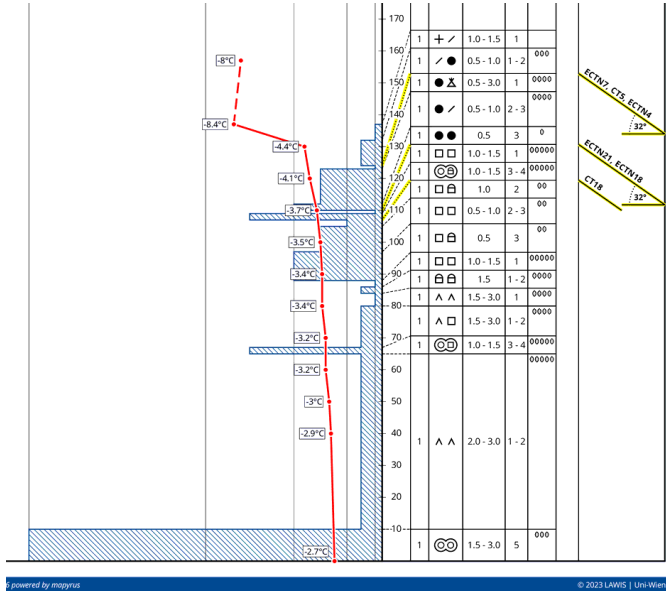 170
1 1.0 - 1.5 1
160
-8°C 1 0.5 - 1.0 1 - 2 000
150 1 0.5 - 3.0 1 0000
ECTN7, CT5, ECTN4
140 1 0.5 - 1.0 2 - 3 0000
-8.4°C 32°
130 1 0.5 3 0
-4.4°C 1 1.0 - 1.5 1 00000
ECTN21, ECTN18
-4.1°C 120 1 1.0 - 1.5 3 - 4 00000
1 1.0 2 00
CT18
-3.7°C 110 1 0.5 - 1.0 2 - 3 00
32°
-3.5°C 100 1 0.5 3 00
1 1.0 - 1.5 1 00000
-3.4°C 90 1 1.5 1 - 2 0000
1 1.5 - 3.0 1 0000
-3.4°C 80 1 1.5 - 3.0 1 - 2 0000
-3.2°C 70 1 1.0 - 1.5 3 - 4 00000
-3.2°C 60 00000
-3°C 50
-2.9°C 40 1 2.0 - 3.0 1 - 2
30
20
10
-2.7°C 1 1.5 - 3.0 5 000
6 powered by mapyrus © 2023 LAWIS | Uni-Wien